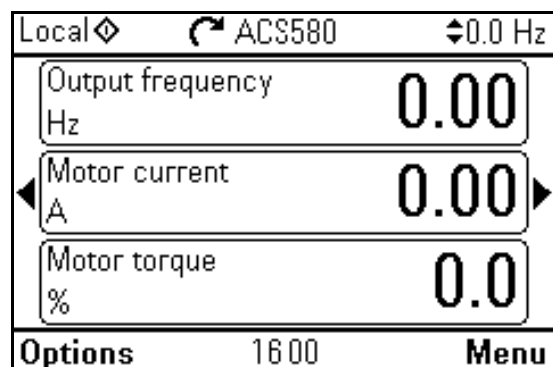 Local ACS580 0.0 Hz
Output frequency
Hz
0.00
Motor current
A
0.00
Motor torque
%
0.0
Options 16 00 Menu